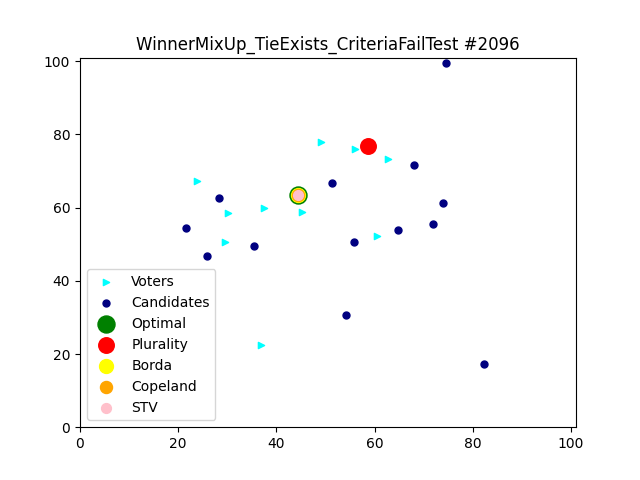 WinnerMixUp_TieExists_CriteriaFailTest #2096
100
80
60
40
20
0
0 20 40 60 80 100
Voters
Candidates
Optimal
Plurality
Borda
Copeland
STV